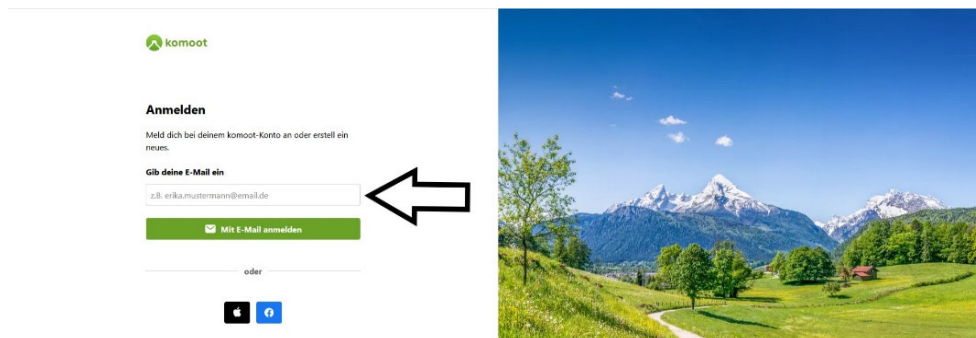 komoot
Anmelden
Meld dich bei deinem komoot-Konto an oder erstell ein
neues.
Gib deine E-Mail ein
z.B. erika.mustermann@email.de
Mit E-Mail anmelden
oder